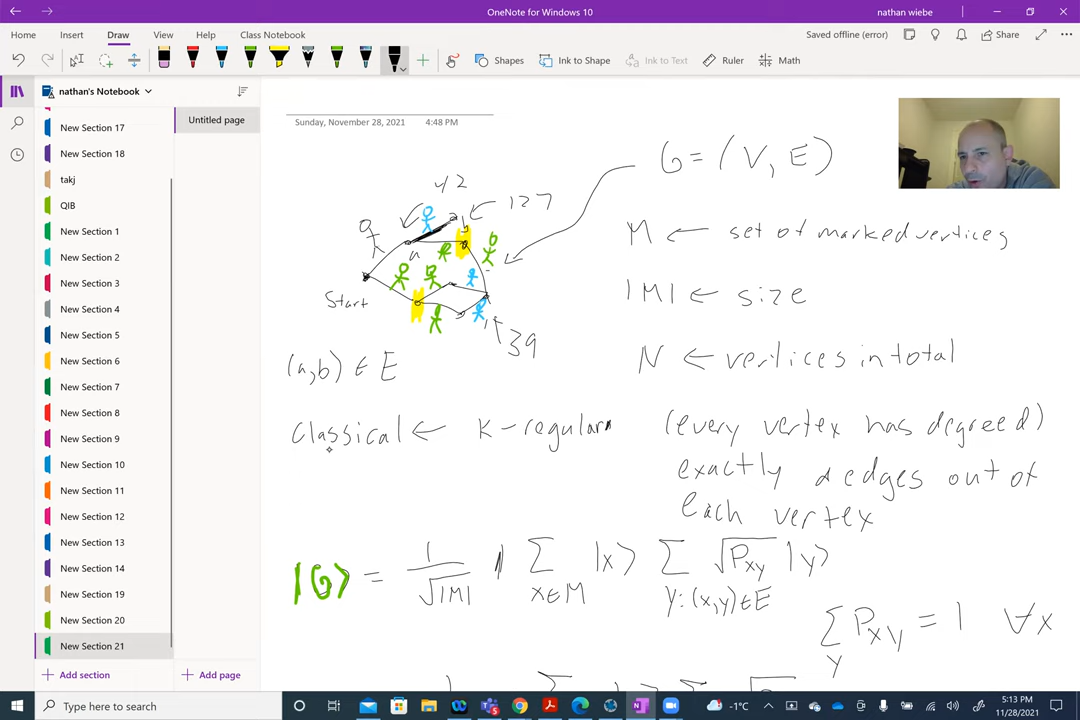 OneNote for Windows 10
nathan wiebe
Home Insert Draw View Help Class Notebook
Saved offline (error) Share
Shapes Ink to Shape Ink to Text Ruler Math
nathan's Notebook
Untitled page
New Section 17
New Section 18
takj
QIB
New Section 1
New Section 2
New Section 3
New Section 4
New Section 5
New Section 6
New Section 7
New Section 8
New Section 9
New Section 10
New Section 11
New Section 12
New Section 13
New Section 14
New Section 19
New Section 20
New Section 21
Add section
Add page
Sunday, November 28, 2021 4:48 PM
G = (V, E)
42
127
b
a
Start
39
M ← set of marked vertices
|M| ← size
N ← verticices in total
(a,b) ∈ E
classical ← k-regular (every vertex has degree d)
exactly d edges out of
each vertex
|G⟩ = 1/√|M| ∑_{x∈M} |x⟩ ∑_{y:(x,y)∈E} √P_{xy} |y⟩
∑_y P_{xy} = 1 ∀x
Type here to search
-1°C
5:13 PM
11/28/2021